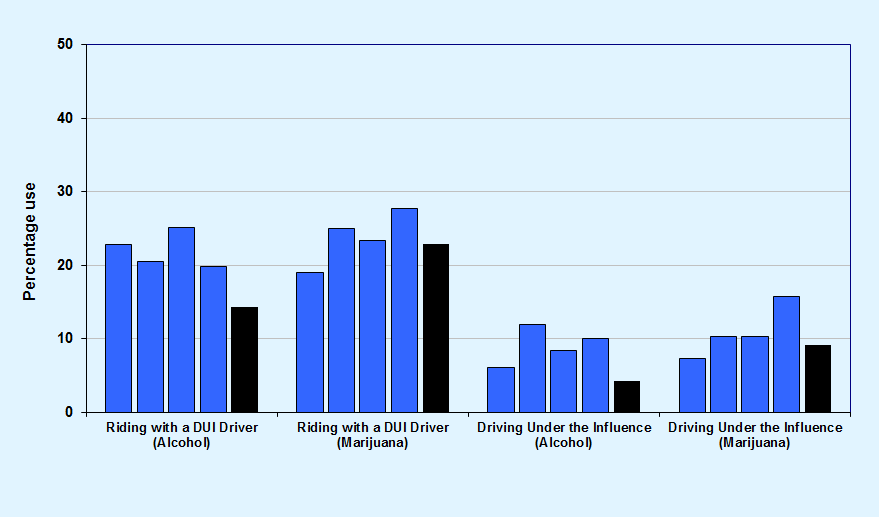 50
40
30
20
10
0
Percentage use
Riding with a DUI Driver
(Alcohol)
Riding with a DUI Driver
(Marijuana)
Driving Under the Influence
(Alcohol)
Driving Under the Influence
(Marijuana)